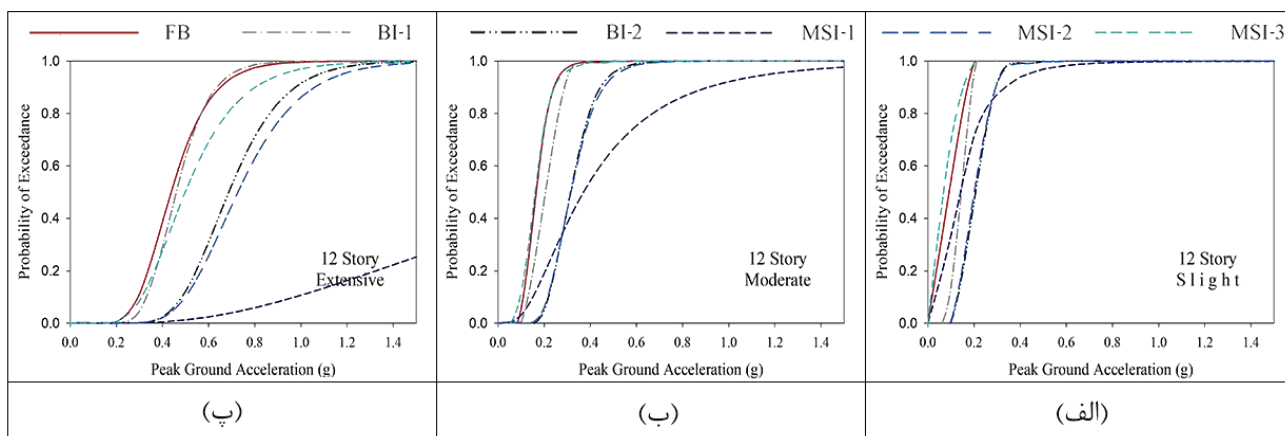 FB BI-1 BI-2 MSI-1 MSI-2 MSI-3
Probability of Exceedance
1.0
0.8
0.6
0.4
0.2
0.0
12 Story
Extensive
0.0 0.2 0.4 0.6 0.8 1.0 1.2 1.4
Peak Ground Acceleration (g)
(پ)
Probability of Exceedance
1.0
0.8
0.6
0.4
0.2
0.0
12 Story
Moderate
0.0 0.2 0.4 0.6 0.8 1.0 1.2 1.4
Peak Ground Acceleration (g)
(ب)
Probability of Exceedance
1.0
0.8
0.6
0.4
0.2
0.0
12 Story
Slight
0.0 0.2 0.4 0.6 0.8 1.0 1.2 1.4
Peak Ground Acceleration (g)
(الف)